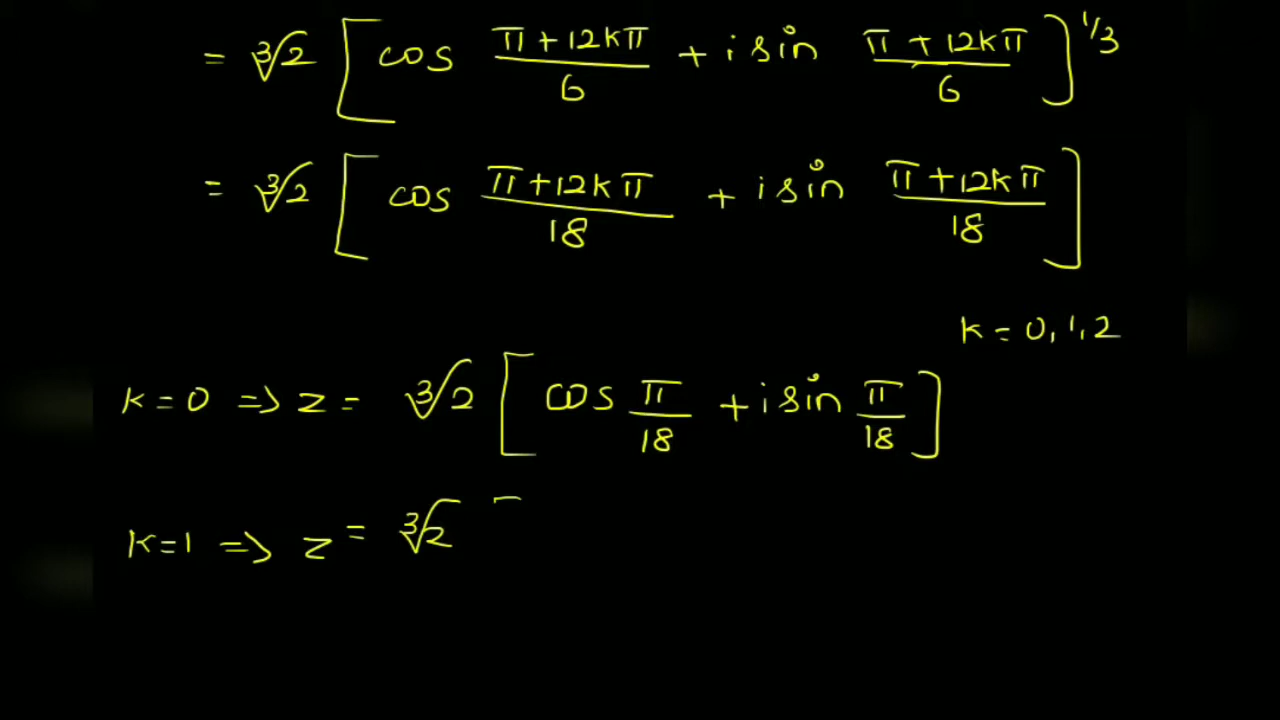 = ∛2 [cos (π + 12kπ)/6 + i sin (π + 12kπ)/6]^1/3
= ∛2 [cos (π + 12kπ)/18 + i sin (π + 12kπ)/18]
k = 0, 1, 2
k = 0 => z = ∛2 [cos π/18 + i sin π/18]
k = 1 => z = ∛2